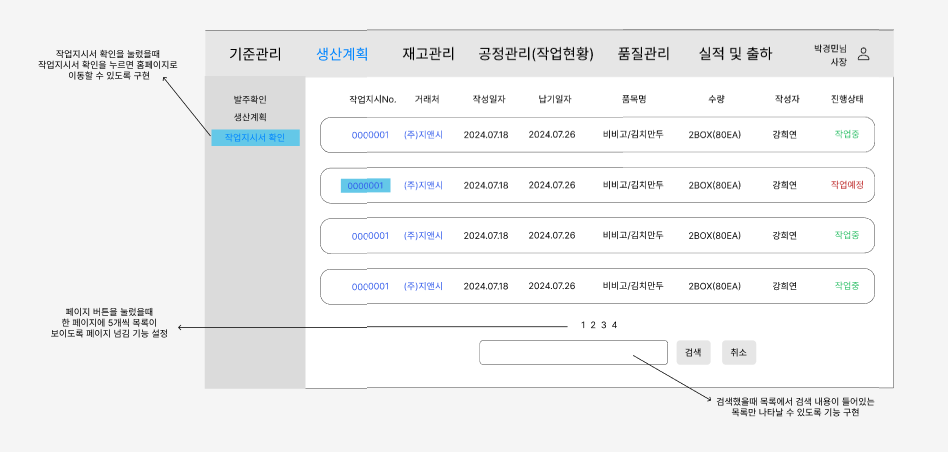 기준관리 생산계획 재고관리 공정관리(작업현황) 품질관리 실적 및 출하 박경민님
사장
작업지시서 확인을 눌렀을때
작업지시서 확인을 누르면 홈페이지로
이동할 수 있도록 구현
발주확인
생산계획
작업지시서 확인
작업지시No. 거래처 작성일자 납기일자 품목명 수량 작성자 진행상태
0000001 (주)지앤시 2024.07.18 2024.07.26 비비고/김치만두 2BOX(80EA) 강희연 작업중
0000001 (주)지앤시 2024.07.18 2024.07.26 비비고/김치만두 2BOX(80EA) 강희연 작업예정
0000001 (주)지앤시 2024.07.18 2024.07.26 비비고/김치만두 2BOX(80EA) 강희연 작업중
0000001 (주)지앤시 2024.07.18 2024.07.26 비비고/김치만두 2BOX(80EA) 강희연 작업중
페이지 버튼을 눌렀을때
한 페이지에 5개씩 목록이
보이도록 페이지 넘김 기능 설정
1 2 3 4
검색 취소
검색했을때 목록에서 검색 내용이 들어있는
목록만 나타날 수 있도록 기능 구현